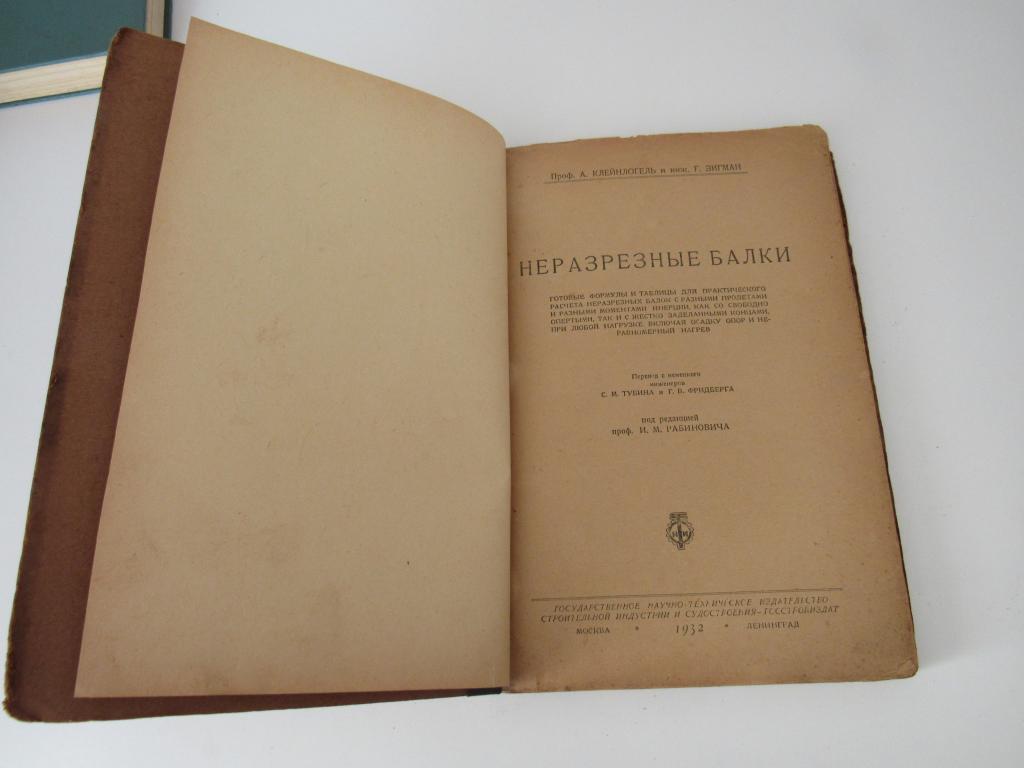 Проф. А. КЛЕЙНЛОГЕЛЬ и инж. Г. ЗИГМАН
НЕРАЗРЕЗНЫЕ БАЛКИ
ГОТОВЫЕ ФОРМУЛЫ И ТАБЛИЦЫ ДЛЯ ПРАКТИЧЕСКОГО
РАСЧЕТА НЕРАЗРЕЗНЫХ БАЛОК С РАЗНЫМИ ПРОЛЕТАМИ
И РАЗНЫМИ МОМЕНТАМИ ИНЕРЦИИ, КАК СО СВОБОДНО
ОПЕРТЫМИ, ТАК И С ЖЕСТКО ЗАДЕЛАННЫМИ КОНЦАМИ,
ПРИ ЛЮБОЙ НАГРУЗКЕ, ВКЛЮЧАЯ ОСАДКУ ОПОР И НЕ-
РАВНОМЕРНЫЙ НАГРЕВ
Перевод с немецкого
инженеров
С. И. ТУБИНА и Г. В. ФРИДБЕРГА
под редакцией
проф. И. М. РАБИНОВИЧА
ГОСУДАРСТВЕННОЕ НАУЧНО-ТЕХНИЧЕСКОЕ ИЗДАТЕЛЬСТВО
СТРОИТЕЛЬНОЙ ИНДУСТРИИ И СУДОСТРОЕНИЯ-ГОССТРОЙИЗДАТ
МОСКВА • 1932 • ЛЕНИНГРАД